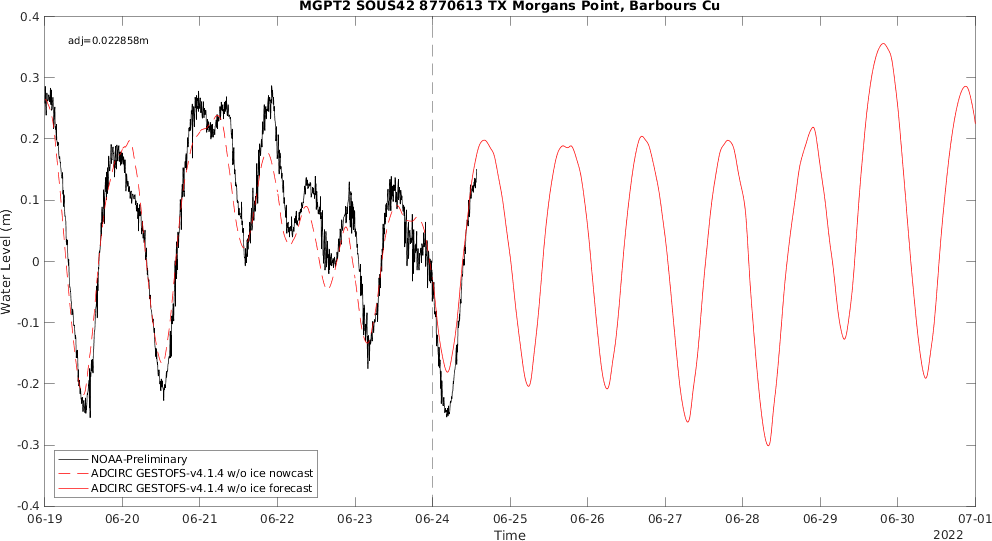 MGPT2 SOUS42 8770613 TX Morgans Point, Barbours Cu
adj=0.022858m
0.4
0.3
0.2
0.1
0
-0.1
-0.2
-0.3
-0.4
Water Level (m)
NOAA-Preliminary
ADCIRC GESTOFS-v4.1.4 w/o ice nowcast
ADCIRC GESTOFS-v4.1.4 w/o ice forecast
06-19 06-20 06-21 06-22 06-23 06-24 06-25 06-26 06-27 06-28 06-29 06-30 07-01
Time
2022